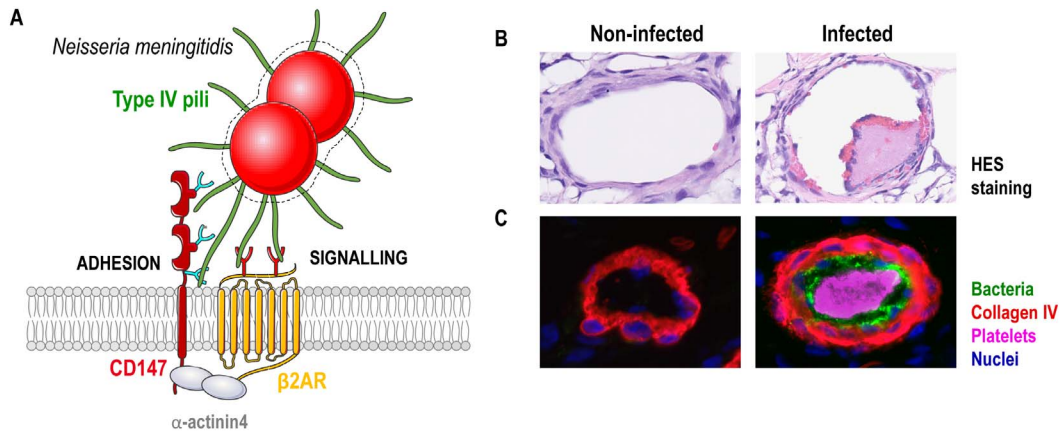 A
Neisseria meningitidis
Type IV pili
ADHESION
SIGNALLING
CD147
β2AR
α-actinin4
B
Non-infected
Infected
HES
staining
C
Bacteria
Collagen IV
Platelets
Nuclei